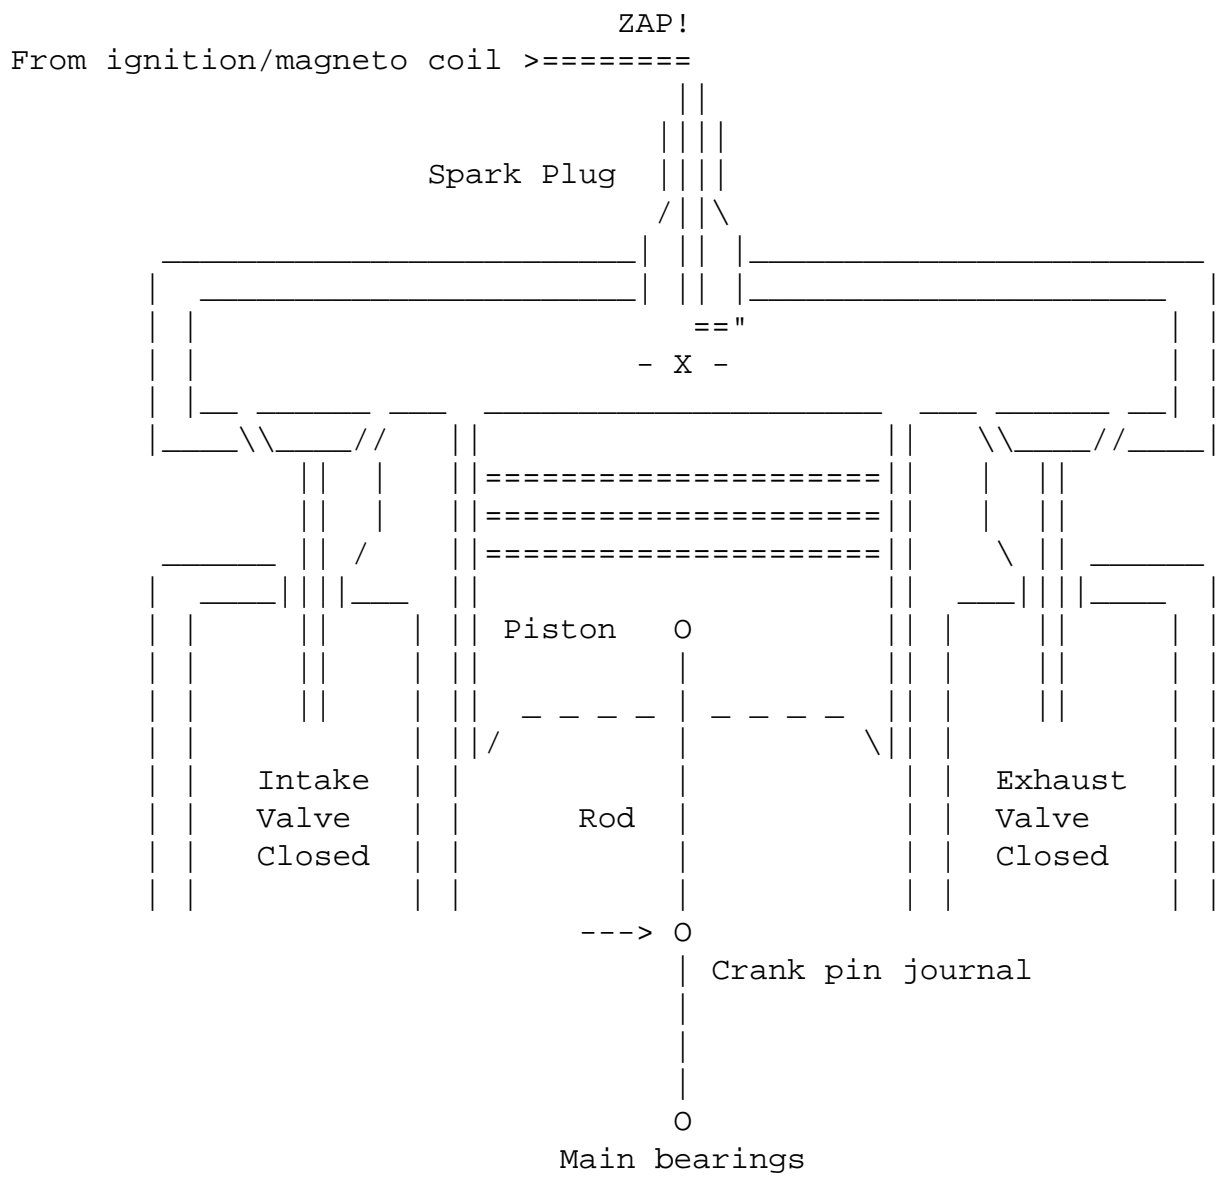 ZAP!
From ignition/magneto coil
Spark Plug
X
Piston O
Intake Exhaust
Valve Rod Valve
Closed Closed
O
Crank pin journal
O
Main bearings